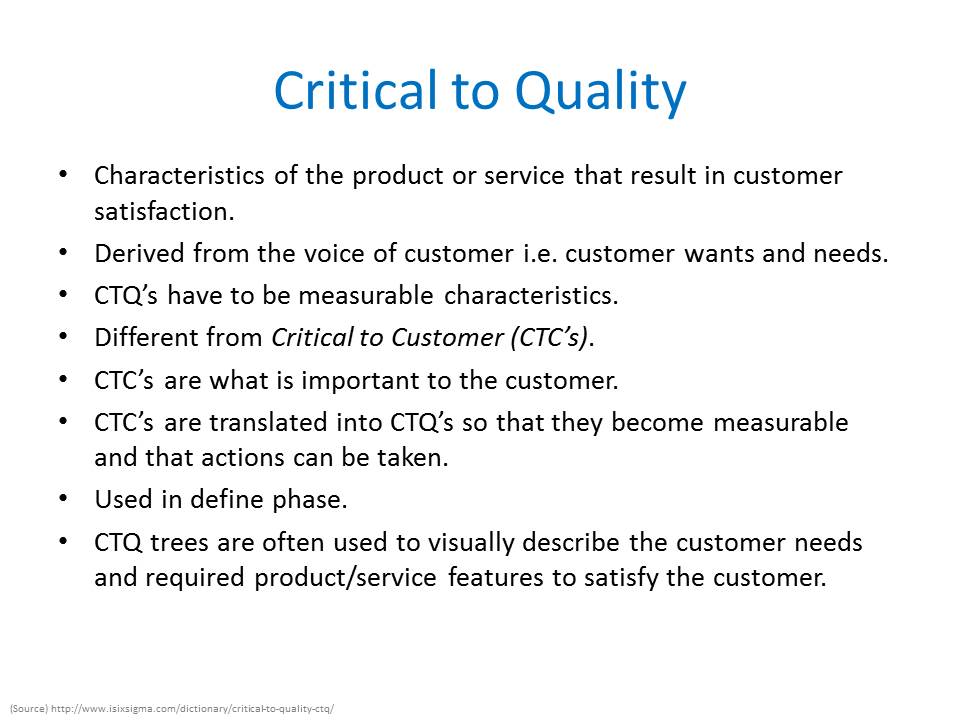 Critical to Quality
• Characteristics of the product or service that result in customer
satisfaction.
• Derived from the voice of customer i.e. customer wants and needs.
• CTQ’s have to be measurable characteristics.
• Different from Critical to Customer (CTC’s).
• CTC’s are what is important to the customer.
• CTC’s are translated into CTQ’s so that they become measurable
and that actions can be taken.
• Used in define phase.
• CTQ trees are often used to visually describe the customer needs
and required product/service features to satisfy the customer.
(Source) http://www.isixsigma.com/dictionary/critical-to-quality-ctq/